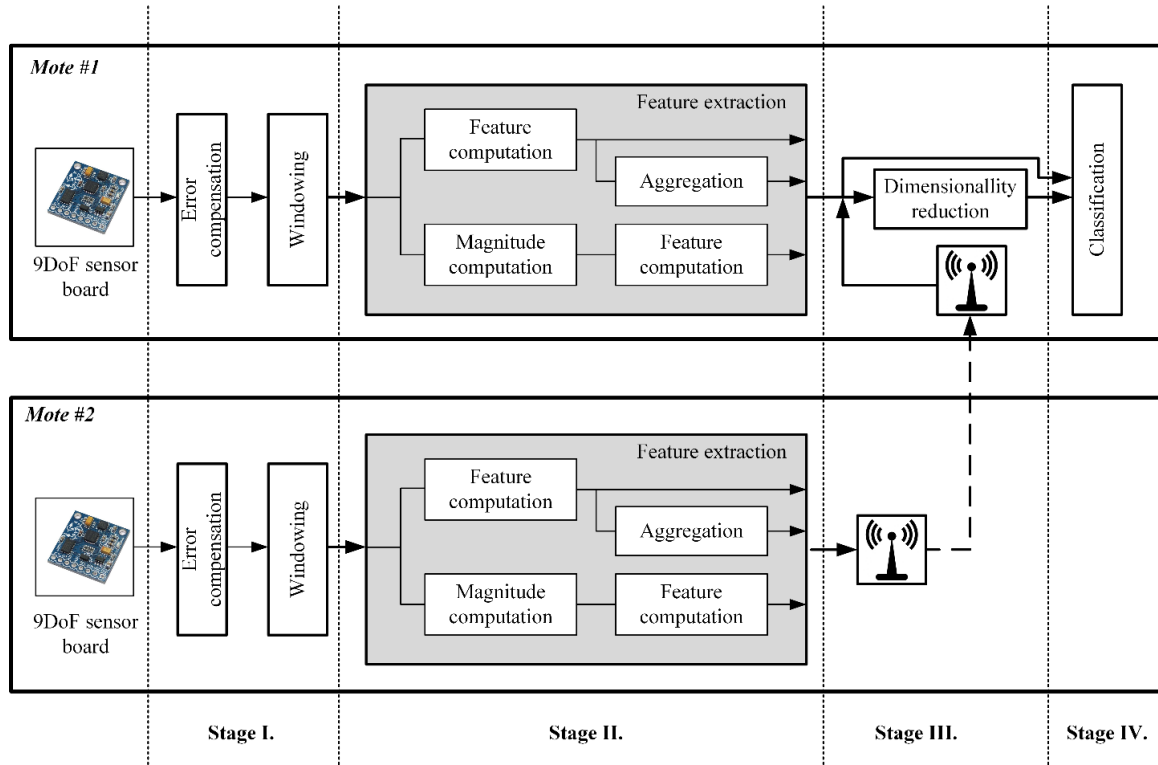 Mote #1
9DoF sensor
board
Error
compensation
Windowing
Feature extraction
Feature
computation
Aggregation
Magnitude
computation
Feature
computation
Dimensionallity
reduction
Classification
Mote #2
9DoF sensor
board
Error
compensation
Windowing
Feature extraction
Feature
computation
Aggregation
Magnitude
computation
Feature
computation
Stage I.
Stage II.
Stage III.
Stage IV.